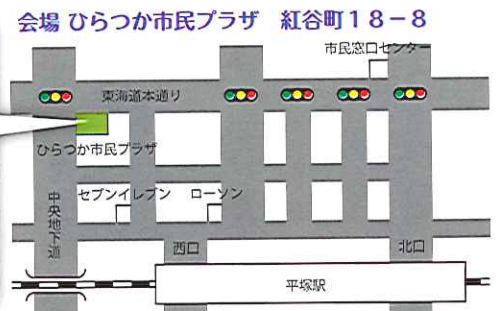 会場 ひらつか市民プラザ　紅谷町１８－８
市民窓口センター
東海道本通り
ひらつか市民プラザ
セブンイレブン
ローソン
中央地下道
西口
北口
平塚駅